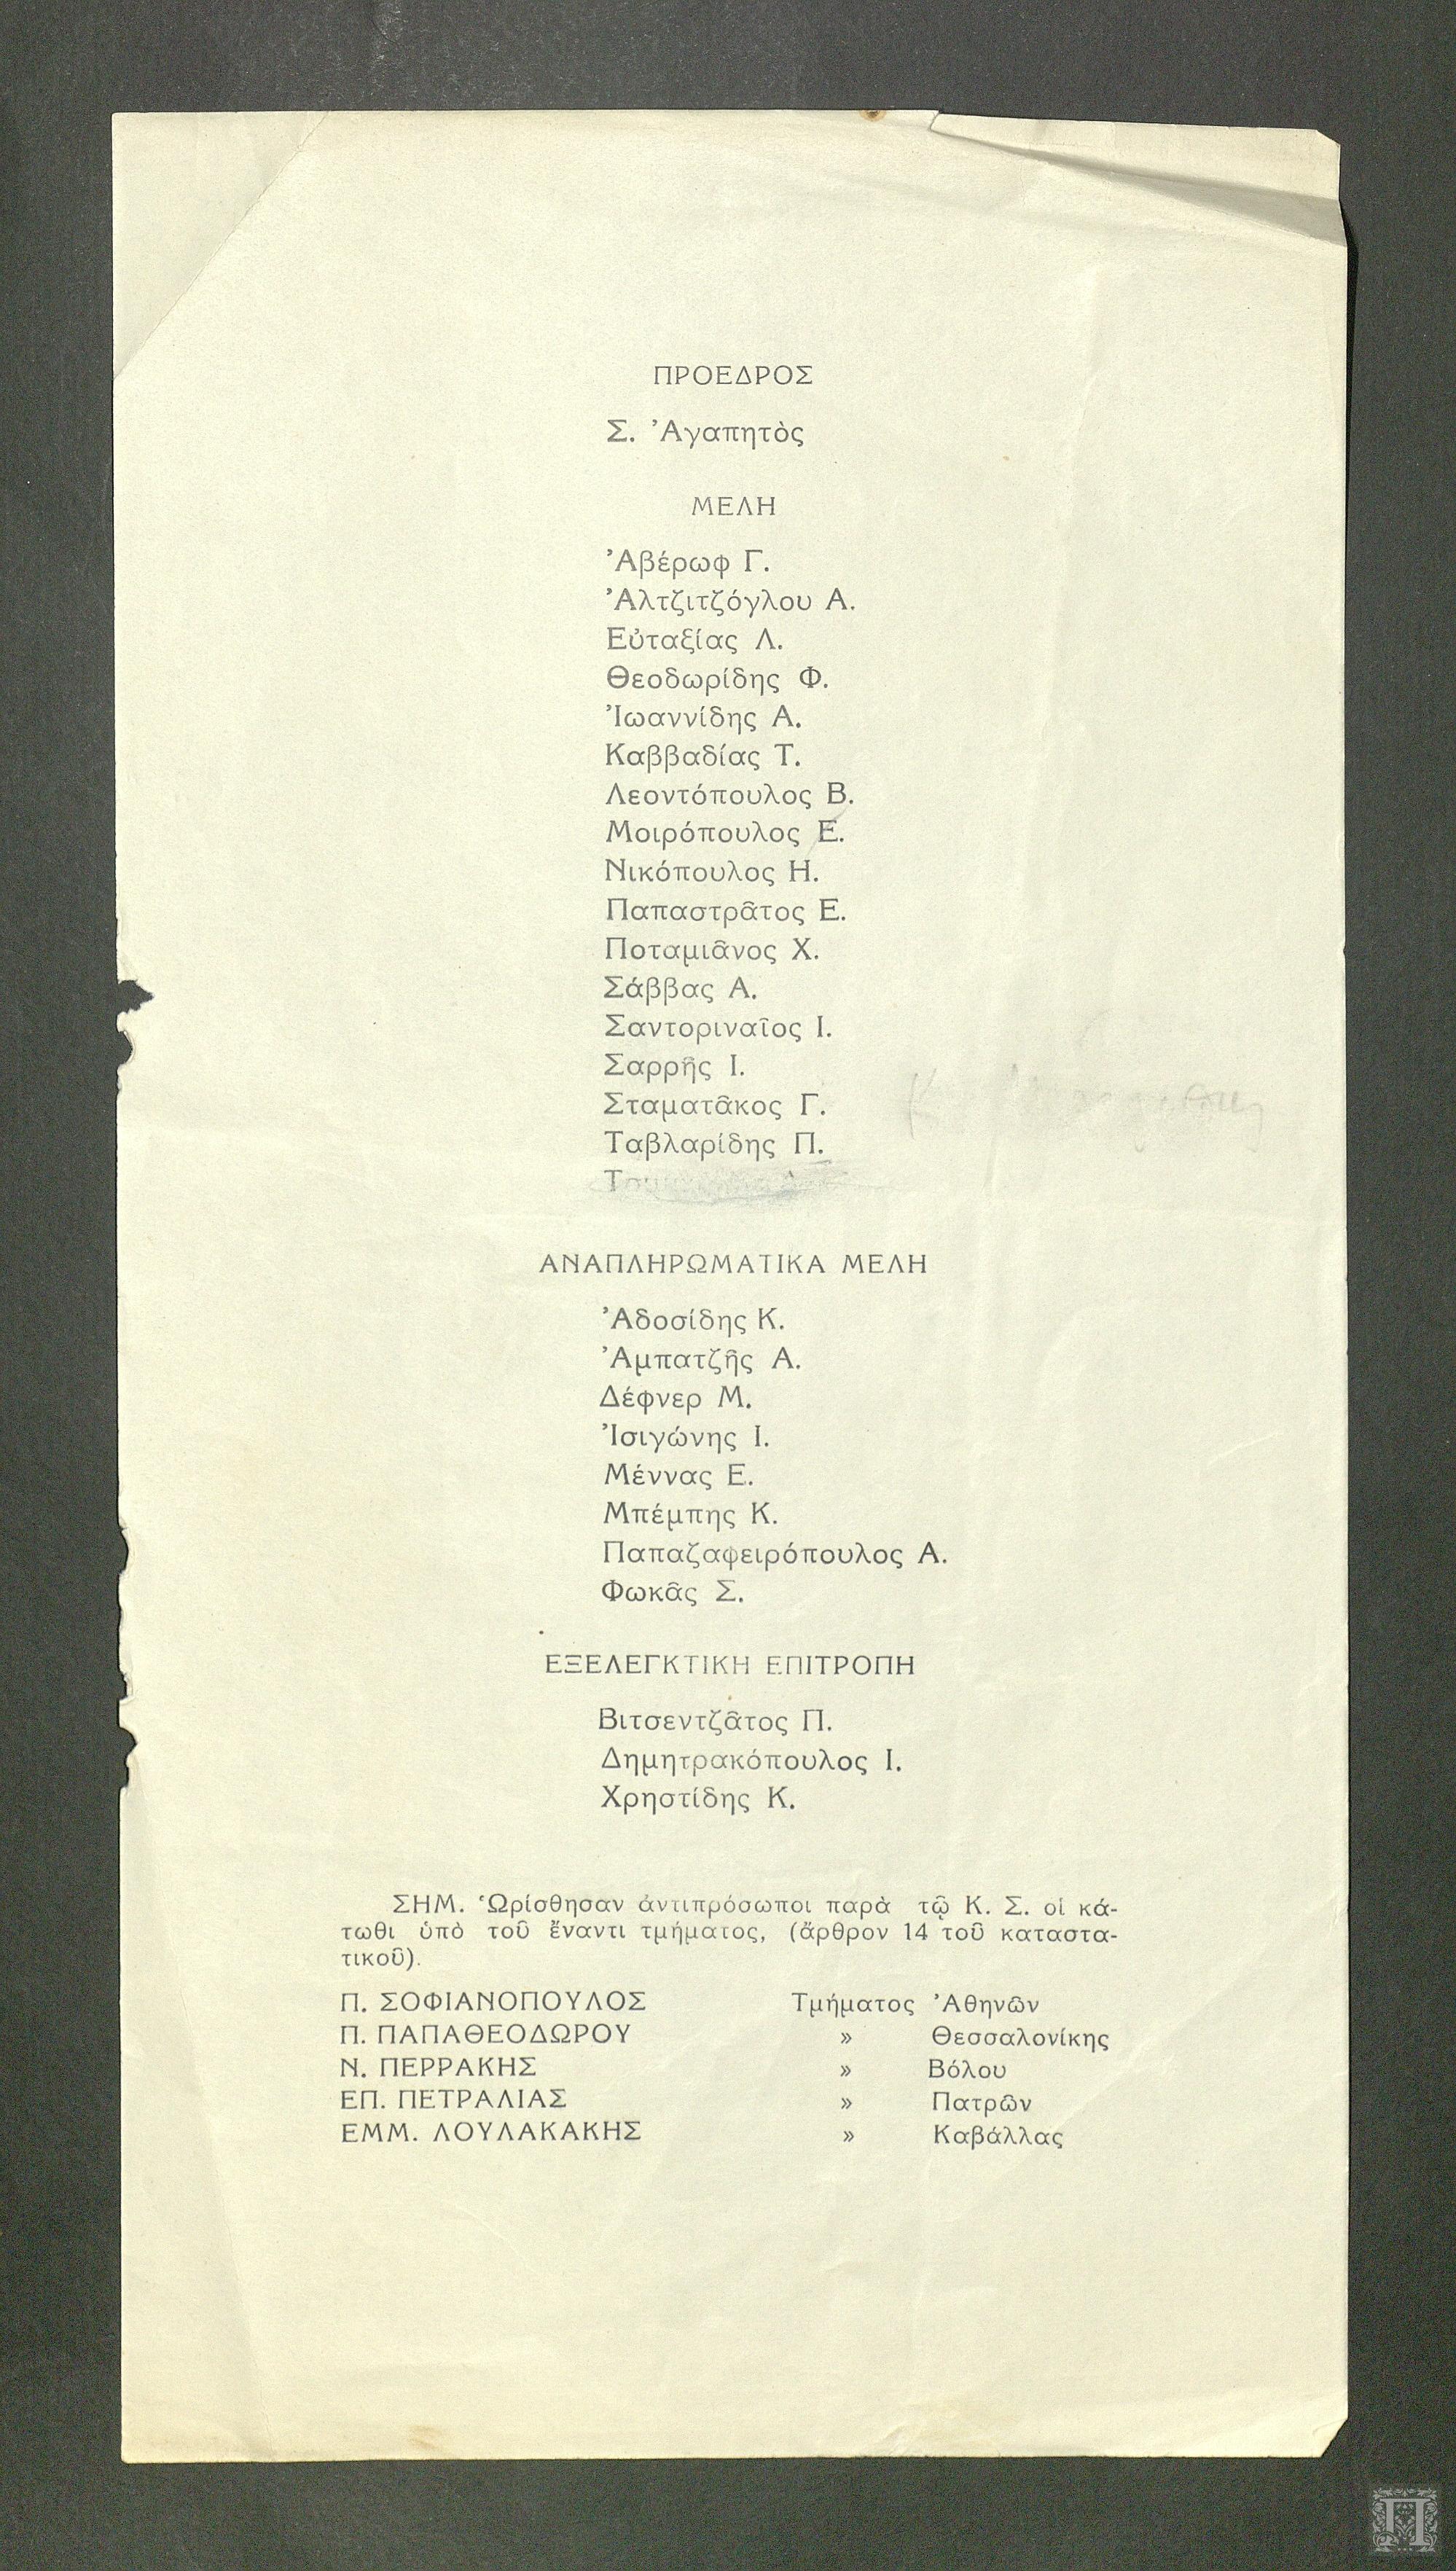 ΠΡΟΕΔΡΟΣ
Σ. Ἀγαπητὸς
ΜΕΛΗ
Ἀβέρωφ Γ.
Ἀλτζιτζόγλου Α.
Εὐταξίας Λ.
Θεοδωρίδης Φ.
Ἰωαννίδης Α.
Καββαδίας Τ.
Λεοντόπουλος Β.
Μοιρόπουλος Ε.
Νικόπουλος Η.
Παπαστρᾶτος Ε.
Ποταμιᾶνος Χ.
Σάββας Α.
Σαντοριναῖος Ι.
Σαρρῆς Ι.
Σταματᾶκος Γ.
Ταβλαρίδης Π.
ΑΝΑΠΛΗΡΩΜΑΤΙΚΑ ΜΕΛΗ
Ἀδοσίδης Κ.
Ἀμπατζῆς Α.
Δέφνερ Μ.
Ἰσιγώνης Ι.
Μέννας Ε.
Μπέμπης Κ.
Παπαζαφειρόπουλος Α.
Φωκᾶς Σ.
ΕΞΕΛΕΓΚΤΙΚΗ ΕΠΙΤΡΟΠΗ
Βιτσεντζᾶτος Π.
Δημητρακόπουλος Ι.
Χρηστίδης Κ.
ΣΗΜ. Ὡρίσθησαν ἀντιπρόσωποι παρὰ τῷ Κ. Σ. οἱ κά-
τωθι ὑπὸ τοῦ ἔναντι τμήματος, (ἄρθρον 14 τοῦ καταστα-
τικοῦ).
Π. ΣΟΦΙΑΝΟΠΟΥΛΟΣ Τμήματος Ἀθηνῶν
Π. ΠΑΠΑΘΕΟΔΩΡΟΥ » Θεσσαλονίκης
Ν. ΠΕΡΡΑΚΗΣ » Βόλου
ΕΠ. ΠΕΤΡΑΛΙΑΣ » Πατρῶν
ΕΜΜ. ΛΟΥΛΑΚΑΚΗΣ » Καβάλλας
Π